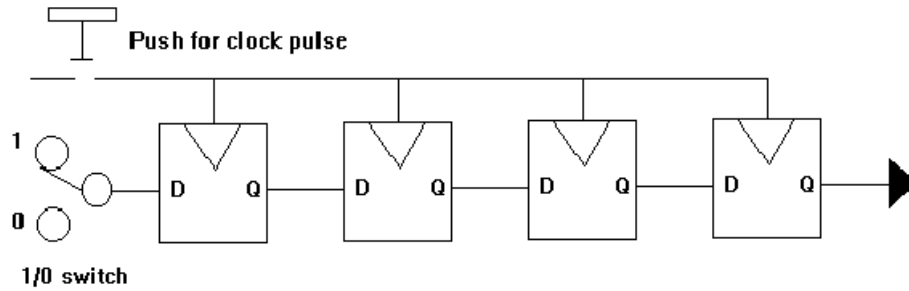 Push for clock pulse
1
D Q D Q D Q D Q
0
1/0 switch